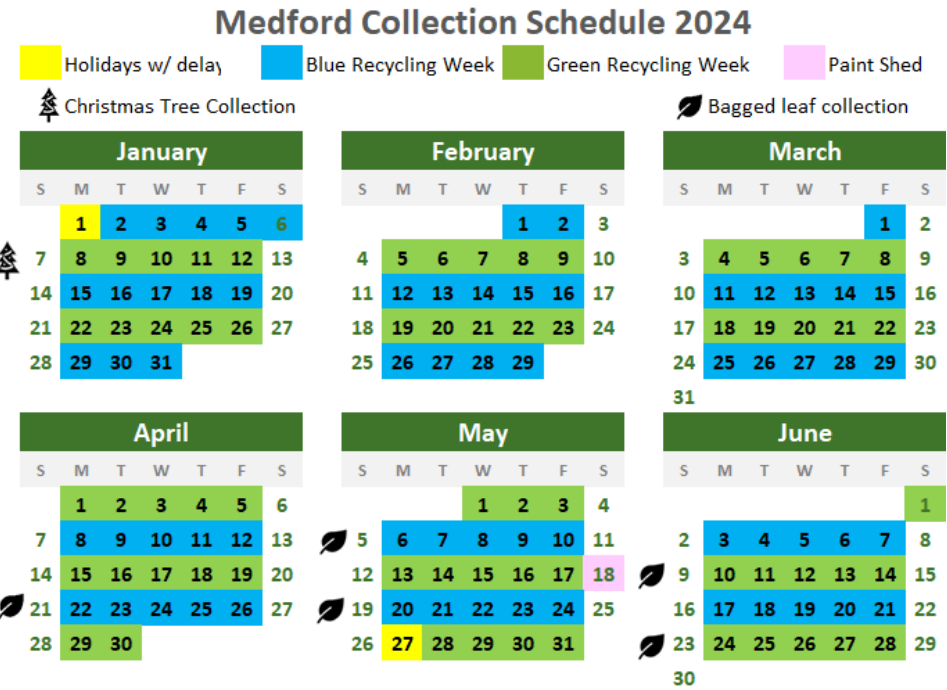 Medford Collection Schedule 2024
Holidays w/ delay
Blue Recycling Week
Green Recycling Week
Paint Shed
Christmas Tree Collection
Bagged leaf collection
January
S M T W T F S
1 2 3 4 5 6
7 8 9 10 11 12 13
14 15 16 17 18 19 20
21 22 23 24 25 26 27
28 29 30 31
February
S M T W T F S
1 2 3
4 5 6 7 8 9 10
11 12 13 14 15 16 17
18 19 20 21 22 23 24
25 26 27 28 29
March
S M T W T F S
1 2
3 4 5 6 7 8 9
10 11 12 13 14 15 16
17 18 19 20 21 22 23
24 25 26 27 28 29 30
31
April
S M T W T F S
1 2 3 4 5 6
7 8 9 10 11 12 13
14 15 16 17 18 19 20
21 22 23 24 25 26 27
28 29 30
May
S M T W T F S
1 2 3 4
5 6 7 8 9 10 11
12 13 14 15 16 17 18
19 20 21 22 23 24 25
26 27 28 29 30 31
June
S M T W T F S
1
2 3 4 5 6 7 8
9 10 11 12 13 14 15
16 17 18 19 20 21 22
23 24 25 26 27 28 29
30